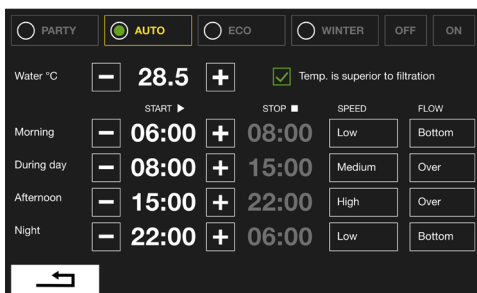 PARTY AUTO ECO WINTER OFF ON
Water °C − 28.5 + Temp. is superior to filtration
START ▶ STOP ■ SPEED FLOW
Morning − 06:00 + 08:00 Low Bottom
During day − 08:00 + 15:00 Medium Over
Afternoon − 15:00 + 22:00 High Over
Night − 22:00 + 06:00 Low Bottom